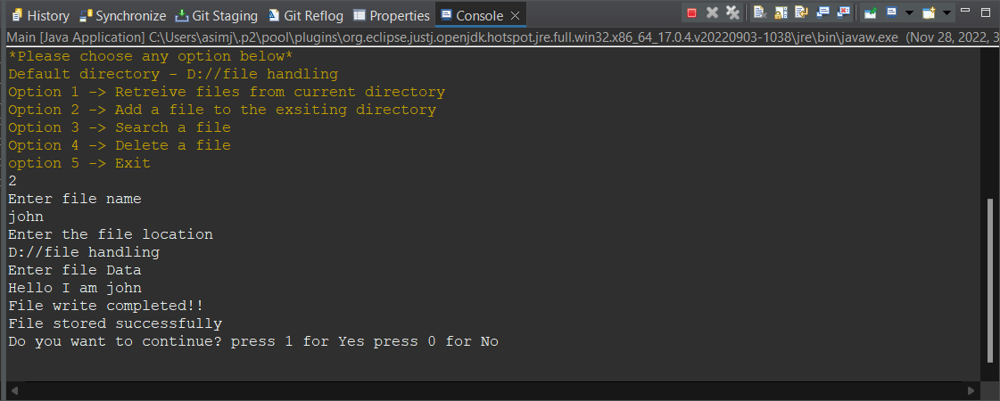 History Synchronize Git Staging Git Reflog Properties Console
Main [Java Application] C:\Users\asimj\.p2\pool\plugins\org.eclipse.justj.openjdk.hotspot.jre.full.win32.x86_64_17.0.4.v20220903-1038\jre\bin\javaw.exe (Nov 28, 2022, 3
*Please choose any option below*
Default directory - D://file handling
Option 1 -> Retreive files from current directory
Option 2 -> Add a file to the exsiting directory
Option 3 -> Search a file
Option 4 -> Delete a file
option 5 -> Exit
2
Enter file name
john
Enter the file location
D://file handling
Enter file Data
Hello I am john
File write completed!!
File stored successfully
Do you want to continue? press 1 for Yes press 0 for No